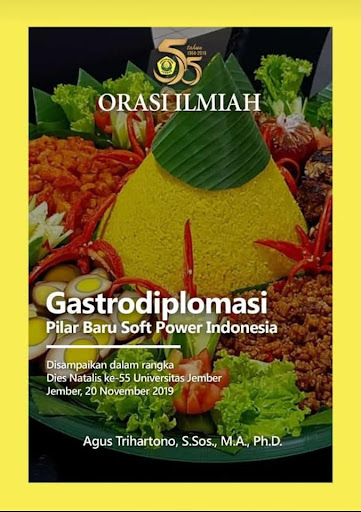 55
tahun
1964-2019
ORASI ILMIAH
Gastrodiplomasi
Pilar Baru Soft Power Indonesia
Disampaikan dalam rangka
Dies Natalis ke-55 Universitas Jember
Jember, 20 November 2019
Agus Trihartono, S.Sos., M.A., Ph.D.